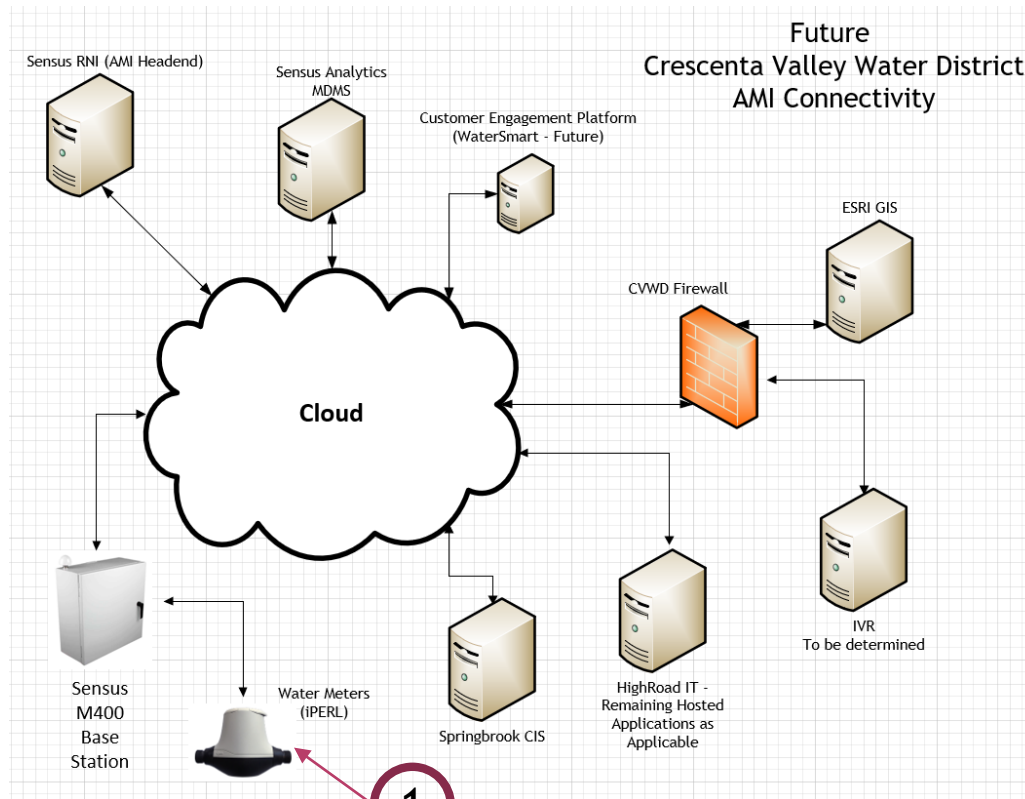 Future
Crescenta Valley Water District
AMI Connectivity
Sensus RNI (AMI Headend)
Sensus Analytics
MDMS
Customer Engagement Platform
(WaterSmart - Future)
ESRI GIS
CVWD Firewall
Cloud
IVR
To be determined
Sensus
M400
Base
Station
Water Meters
(iPERL)
Springbrook CIS
HighRoad IT -
Remaining Hosted
Applications as
Applicable
1